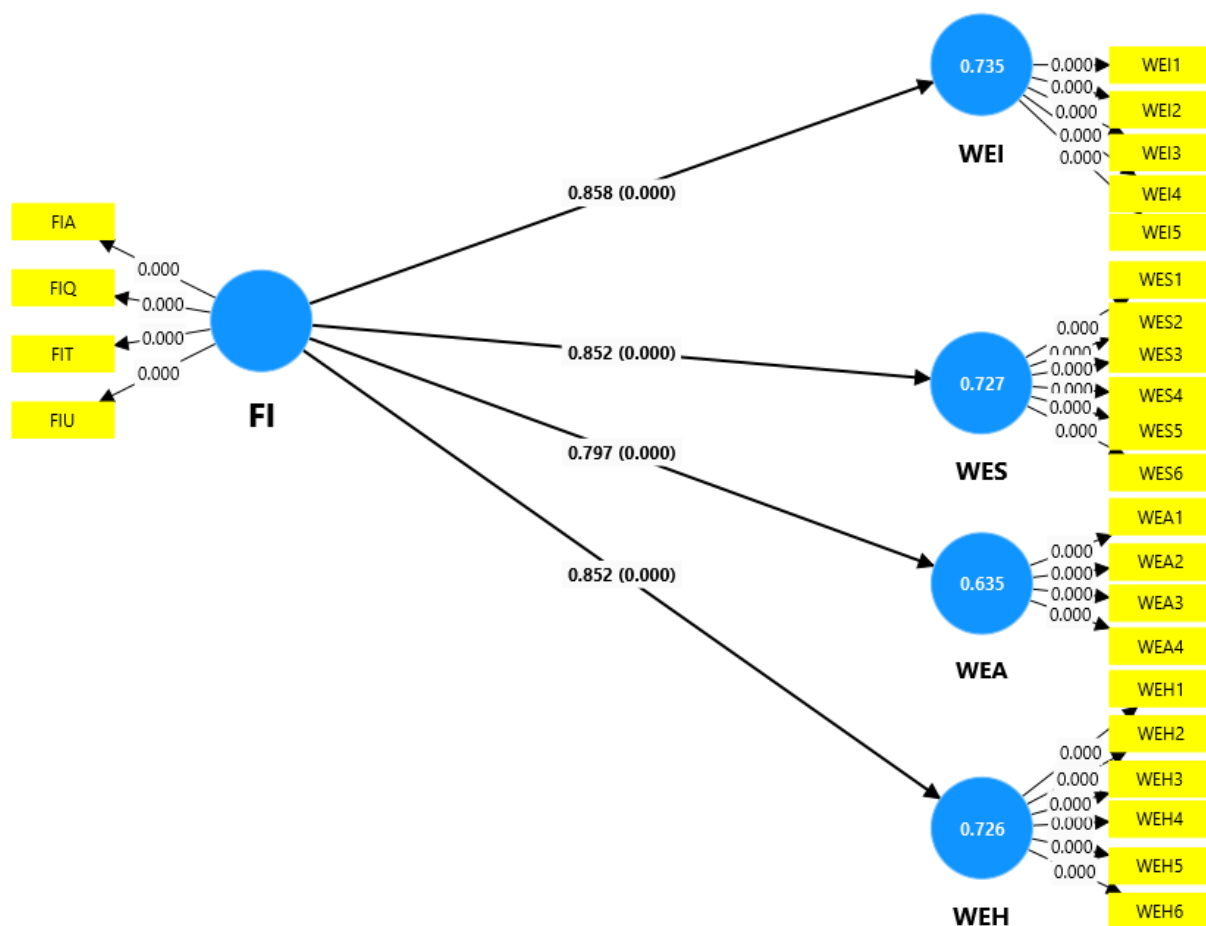 FIA
FIQ
FIT
FIU
0.000
0.000
0.000
0.000
FI
0.858 (0.000)
0.852 (0.000)
0.797 (0.000)
0.852 (0.000)
0.735
WEI
0.000
0.000
0.000
0.000
0.000
WEI1
WEI2
WEI3
WEI4
WEI5
0.727
WES
0.000
0.000
0.000
0.000
0.000
0.000
WES1
WES2
WES3
WES4
WES5
WES6
0.635
WEA
0.000
0.000
0.000
0.000
WEA1
WEA2
WEA3
WEA4
0.726
WEH
0.000
0.000
0.000
0.000
0.000
0.000
WEH1
WEH2
WEH3
WEH4
WEH5
WEH6